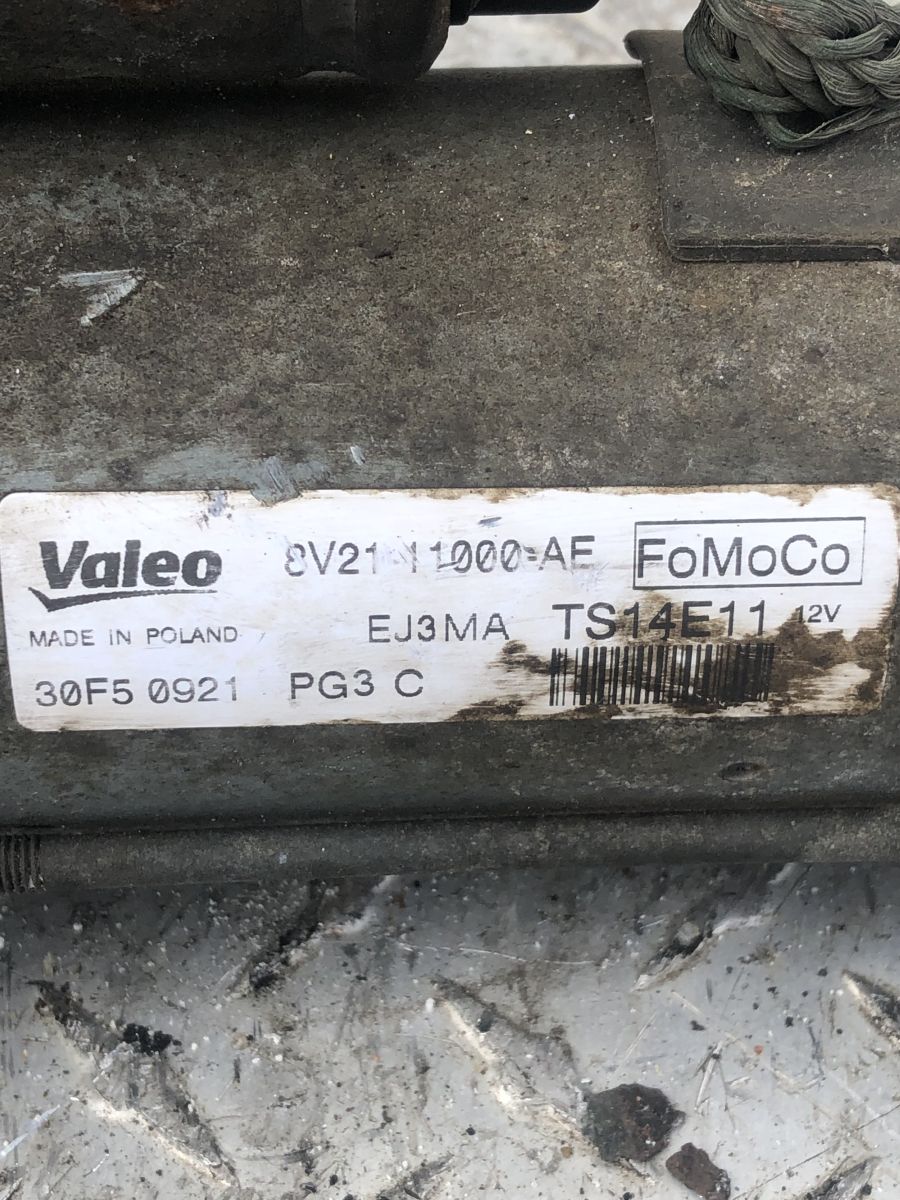 Valeo 8V21-11000-AE FoMoCo
MADE IN POLAND EJ3MA TS14E11 12V
30F5 0921 PG3 C